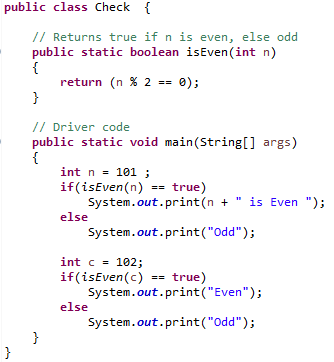 public class Check  {

    // Returns true if n is even, else odd
    public static boolean isEven(int n)
    {
        return (n % 2 == 0);
    }

    // Driver code
    public static void main(String[] args)
    {
        int n = 101 ;
        if(isEven(n) == true)
            System.out.print(n + " is Even ");
        else
            System.out.print("Odd");

        int c = 102;
        if(isEven(c) == true)
            System.out.print("Even");
        else
            System.out.print("Odd");
    }
}